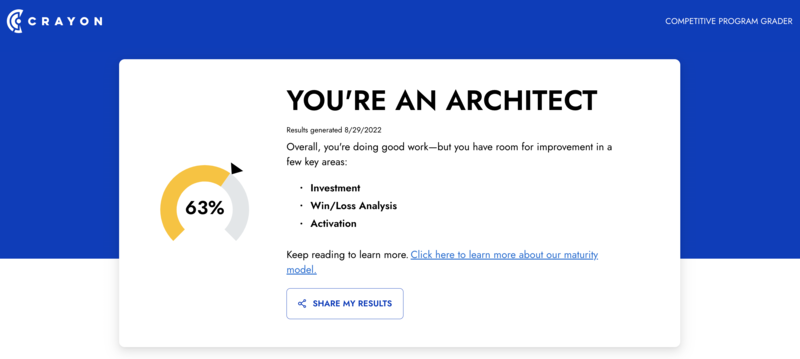 CRAYON
COMPETITIVE PROGRAM GRADER
YOU'RE AN ARCHITECT
Results generated 8/29/2022
Overall, you're doing good work—but you have room for improvement in a
few key areas:
• Investment
• Win/Loss Analysis
• Activation
63%
Keep reading to learn more. Click here to learn more about our maturity
model.
SHARE MY RESULTS